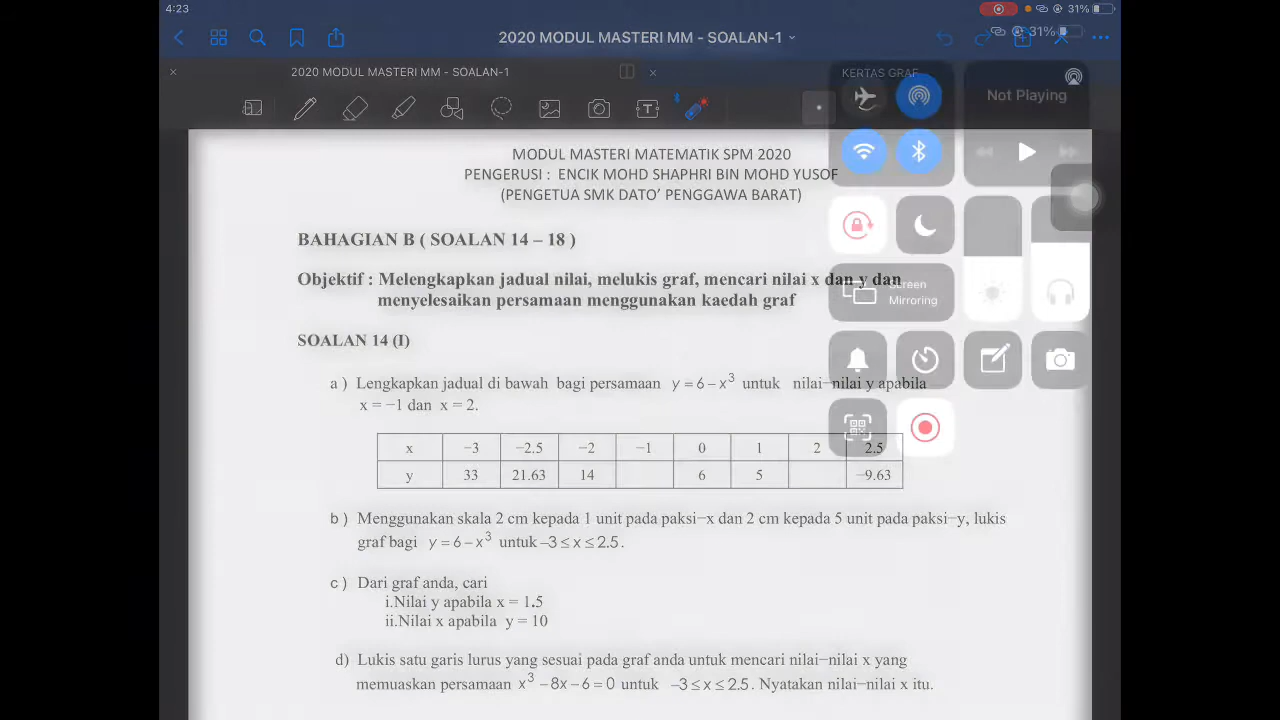 4:23
31%
2020 MODUL MASTERI MM - SOALAN-1
31%
2020 MODUL MASTERI MM - SOALAN-1
KERTAS GRAF
Not Playing
MODUL MASTERI MATEMATIK SPM 2020
PENGERUSI : ENCIK MOHD SHAPHRI BIN MOHD YUSOF
(PENGETUA SMK DATO’ PENGGAWA BARAT)
BAHAGIAN B ( SOALAN 14 – 18 )
Objektif : Melengkapkan jadual nilai, melukis graf, mencari nilai x dan y dan
menyelesaikan persamaan menggunakan kaedah graf
Screen
Mirroring
SOALAN 14 (I)
a ) Lengkapkan jadual di bawah bagi persamaan y = 6 − x³ untuk nilai−nilai y apabila
x = −1 dan x = 2.
x −3 −2.5 −2 −1 0 1 2 2.5
y 33 21.63 14 6 5 −9.63
b ) Menggunakan skala 2 cm kepada 1 unit pada paksi−x dan 2 cm kepada 5 unit pada paksi−y, lukis
graf bagi y = 6 − x³ untuk −3 ≤ x ≤ 2.5.
c ) Dari graf anda, cari
i.Nilai y apabila x = 1.5
ii.Nilai x apabila y = 10
d) Lukis satu garis lurus yang sesuai pada graf anda untuk mencari nilai−nilai x yang
memuaskan persamaan x³ − 8x − 6 = 0 untuk −3 ≤ x ≤ 2.5. Nyatakan nilai−nilai x itu.